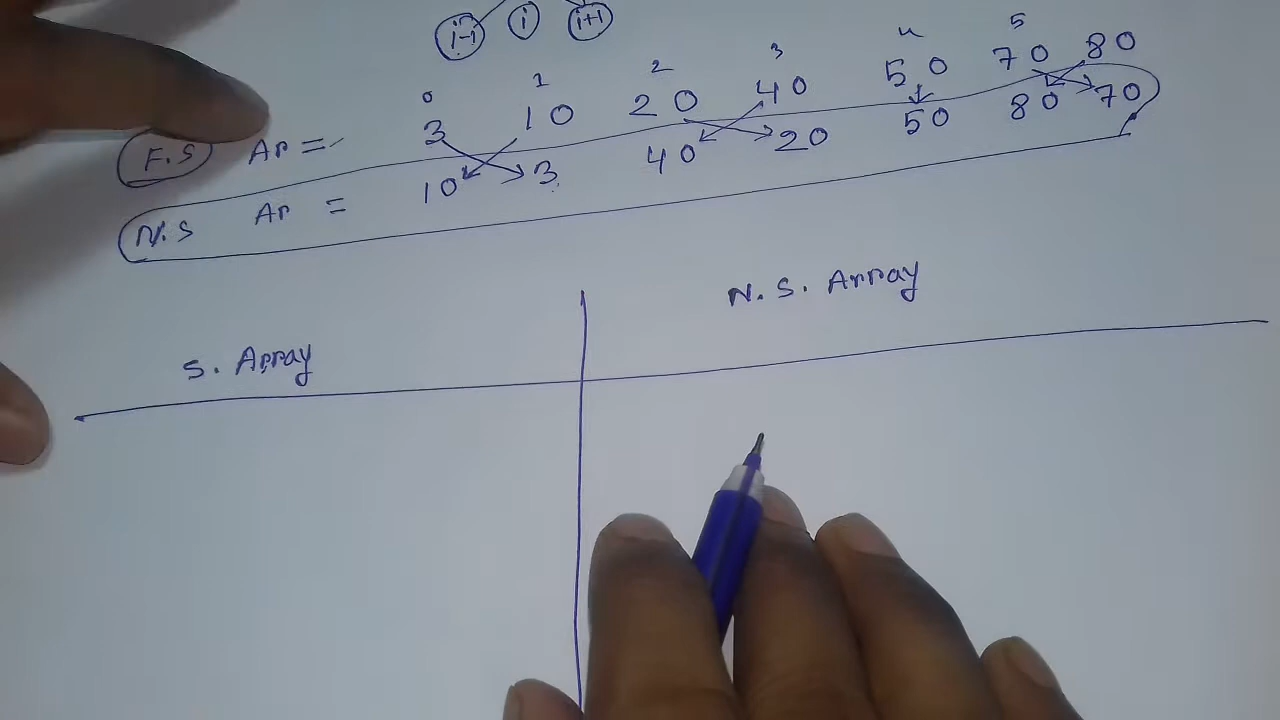 i-1 i i+1
0 1 2 3 4 5
F.S Ar = 3 10 20 40 50 70 80
N.S Ar = 10 3 40 20 50 80 70
S. Array N. S. Array